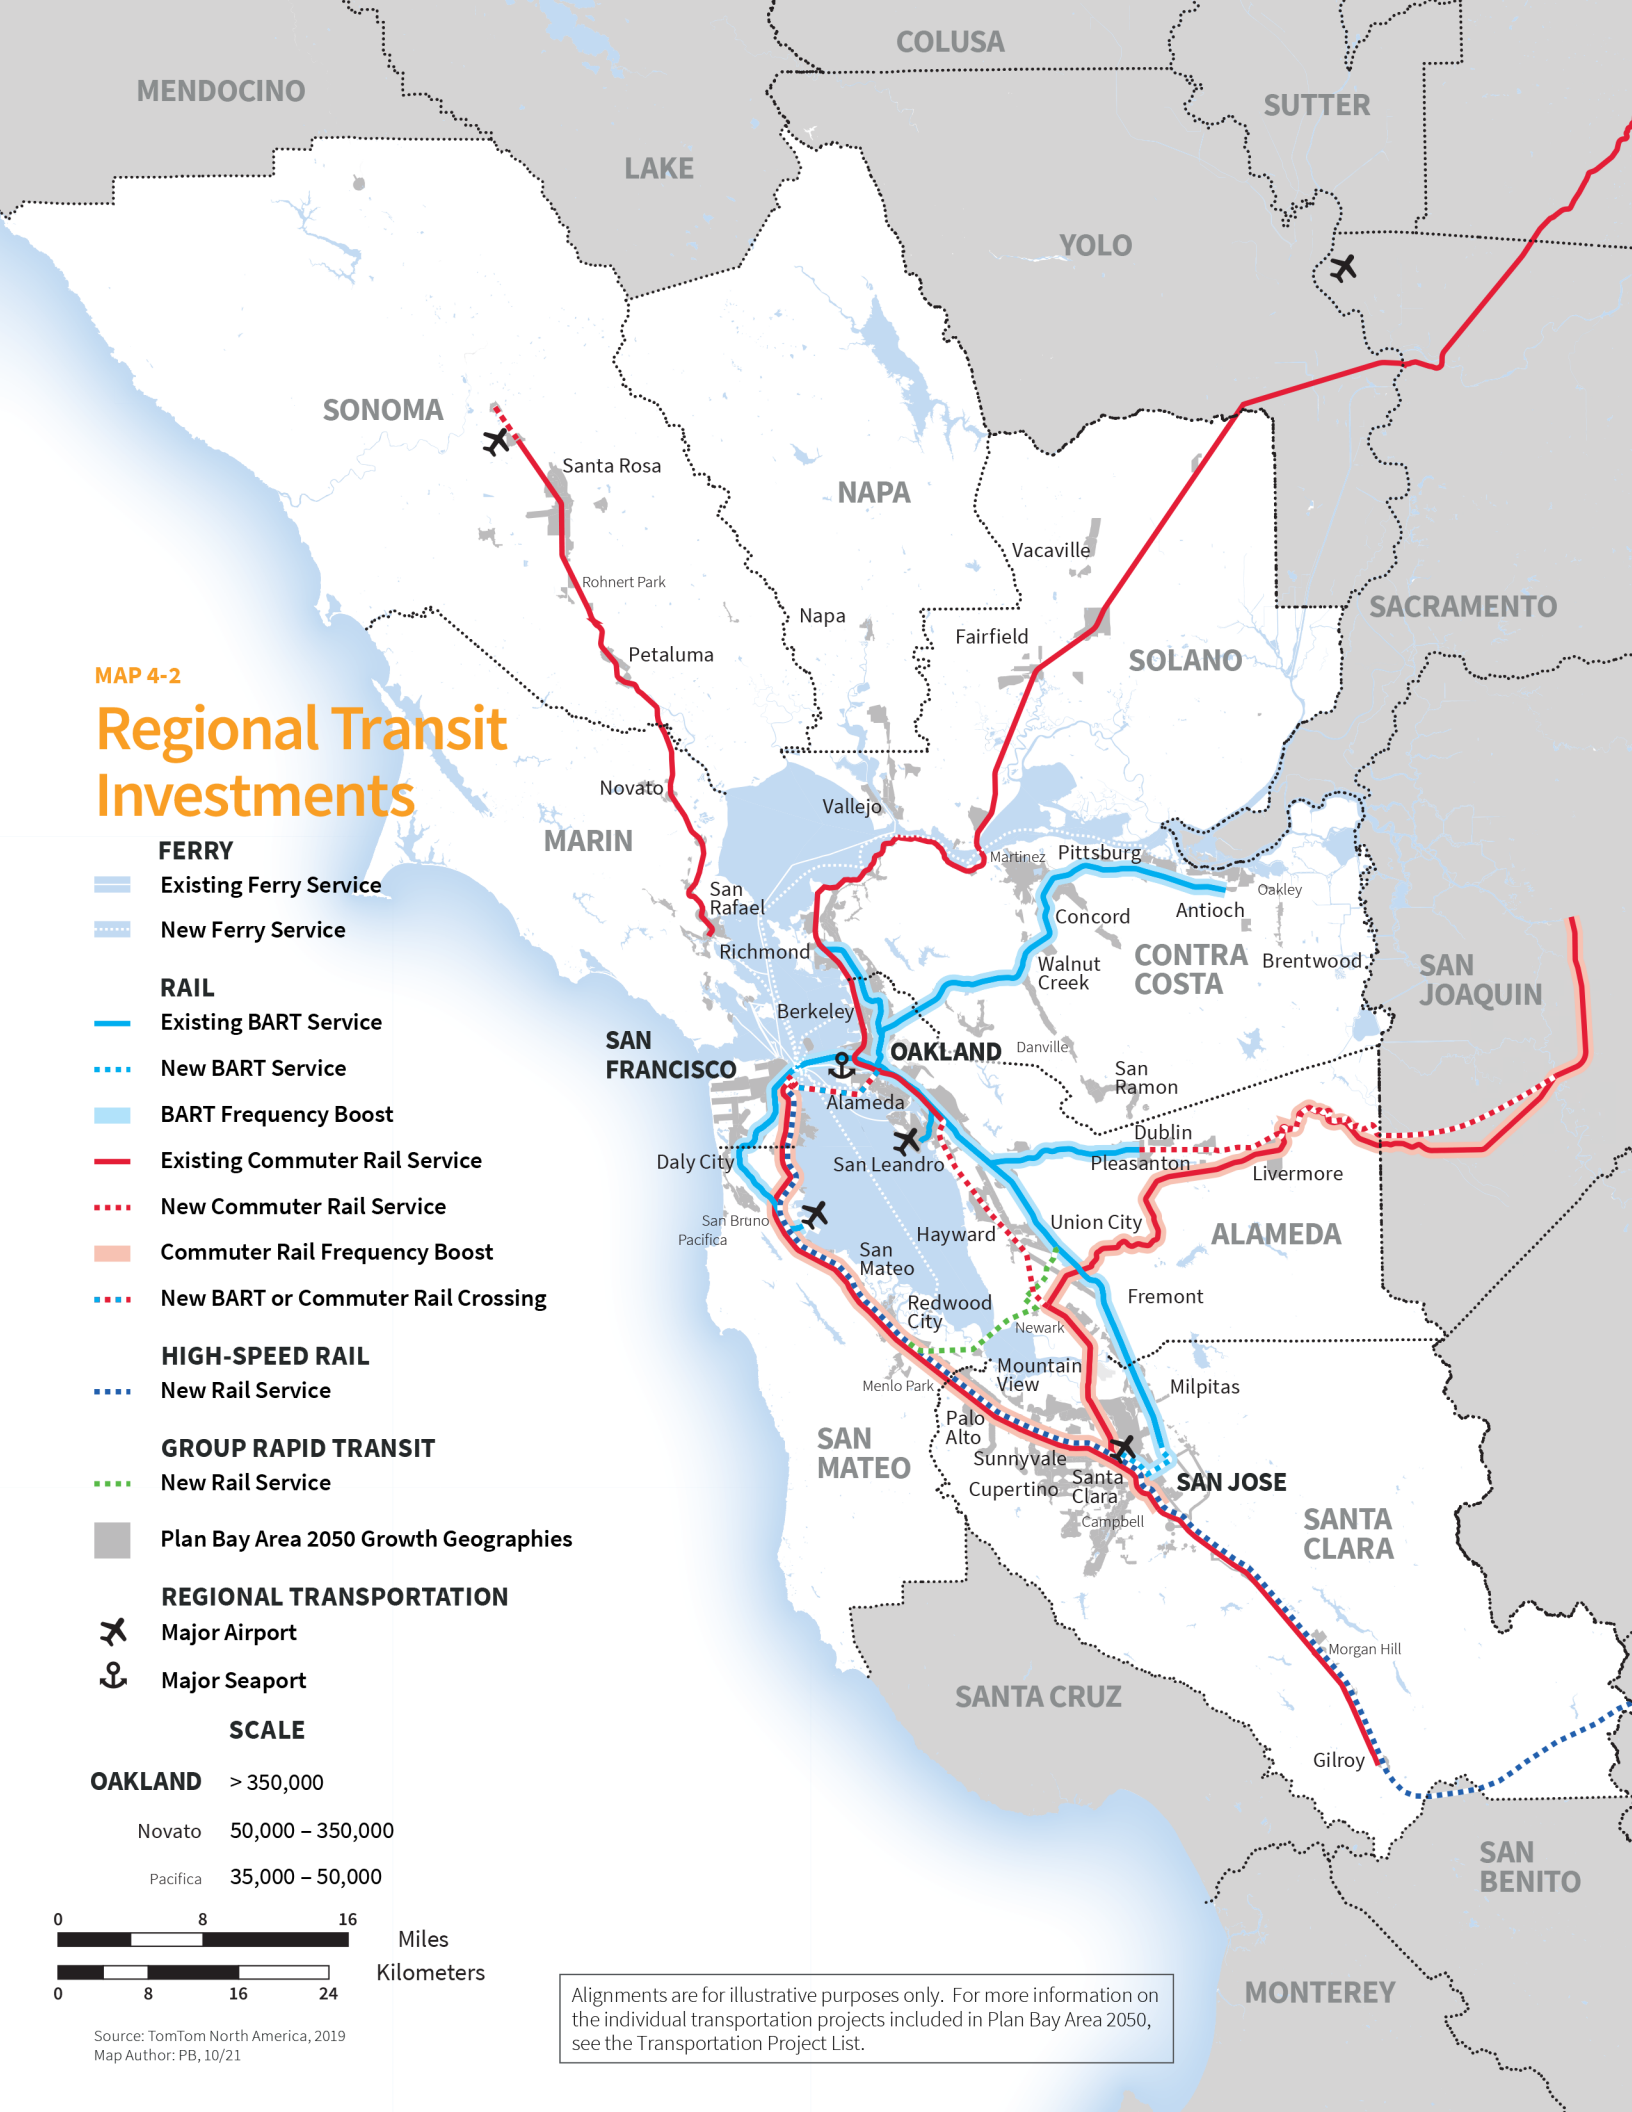 COLUSA
MENDOCINO
SUTTER
LAKE
YOLO
SONOMA
Santa Rosa
NAPA
Vacaville
Rohnert Park
SACRAMENTO
Napa
Fairfield
Petaluma
SOLANO
MAP 4-2
Regional Transit
Investments
Novato
Vallejo
MARIN
Martinez
Pittsburg
San
Rafael
Oakley
Antioch
Concord
Richmond
Walnut
Creek
CONTRA
COSTA
Brentwood
SAN
JOAQUIN
Berkeley
SAN
FRANCISCO
OAKLAND
Danville
San
Ramon
Alameda
Dublin
Daly City
San Leandro
Pleasanton
Livermore
San Bruno
Pacifica
Hayward
Union City
ALAMEDA
San
Mateo
Redwood
City
Fremont
Newark
Menlo Park
Mountain
View
Milpitas
Palo
Alto
SAN
MATEO
Sunnyvale
Cupertino
Santa
Clara
SAN JOSE
Campbell
SANTA
CLARA
Morgan Hill
SANTA CRUZ
Gilroy
SAN
BENITO
MONTEREY
FERRY
Existing Ferry Service
New Ferry Service
RAIL
Existing BART Service
New BART Service
BART Frequency Boost
Existing Commuter Rail Service
New Commuter Rail Service
Commuter Rail Frequency Boost
New BART or Commuter Rail Crossing
HIGH-SPEED RAIL
New Rail Service
GROUP RAPID TRANSIT
New Rail Service
Plan Bay Area 2050 Growth Geographies
REGIONAL TRANSPORTATION
Major Airport
Major Seaport
SCALE
OAKLAND > 350,000
Novato 50,000 – 350,000
Pacifica 35,000 – 50,000
0 8 16
Miles
Kilometers
0 8 16 24
Source: TomTom North America, 2019
Map Author: PB, 10/21
Alignments are for illustrative purposes only. For more information on
the individual transportation projects included in Plan Bay Area 2050,
see the Transportation Project List.